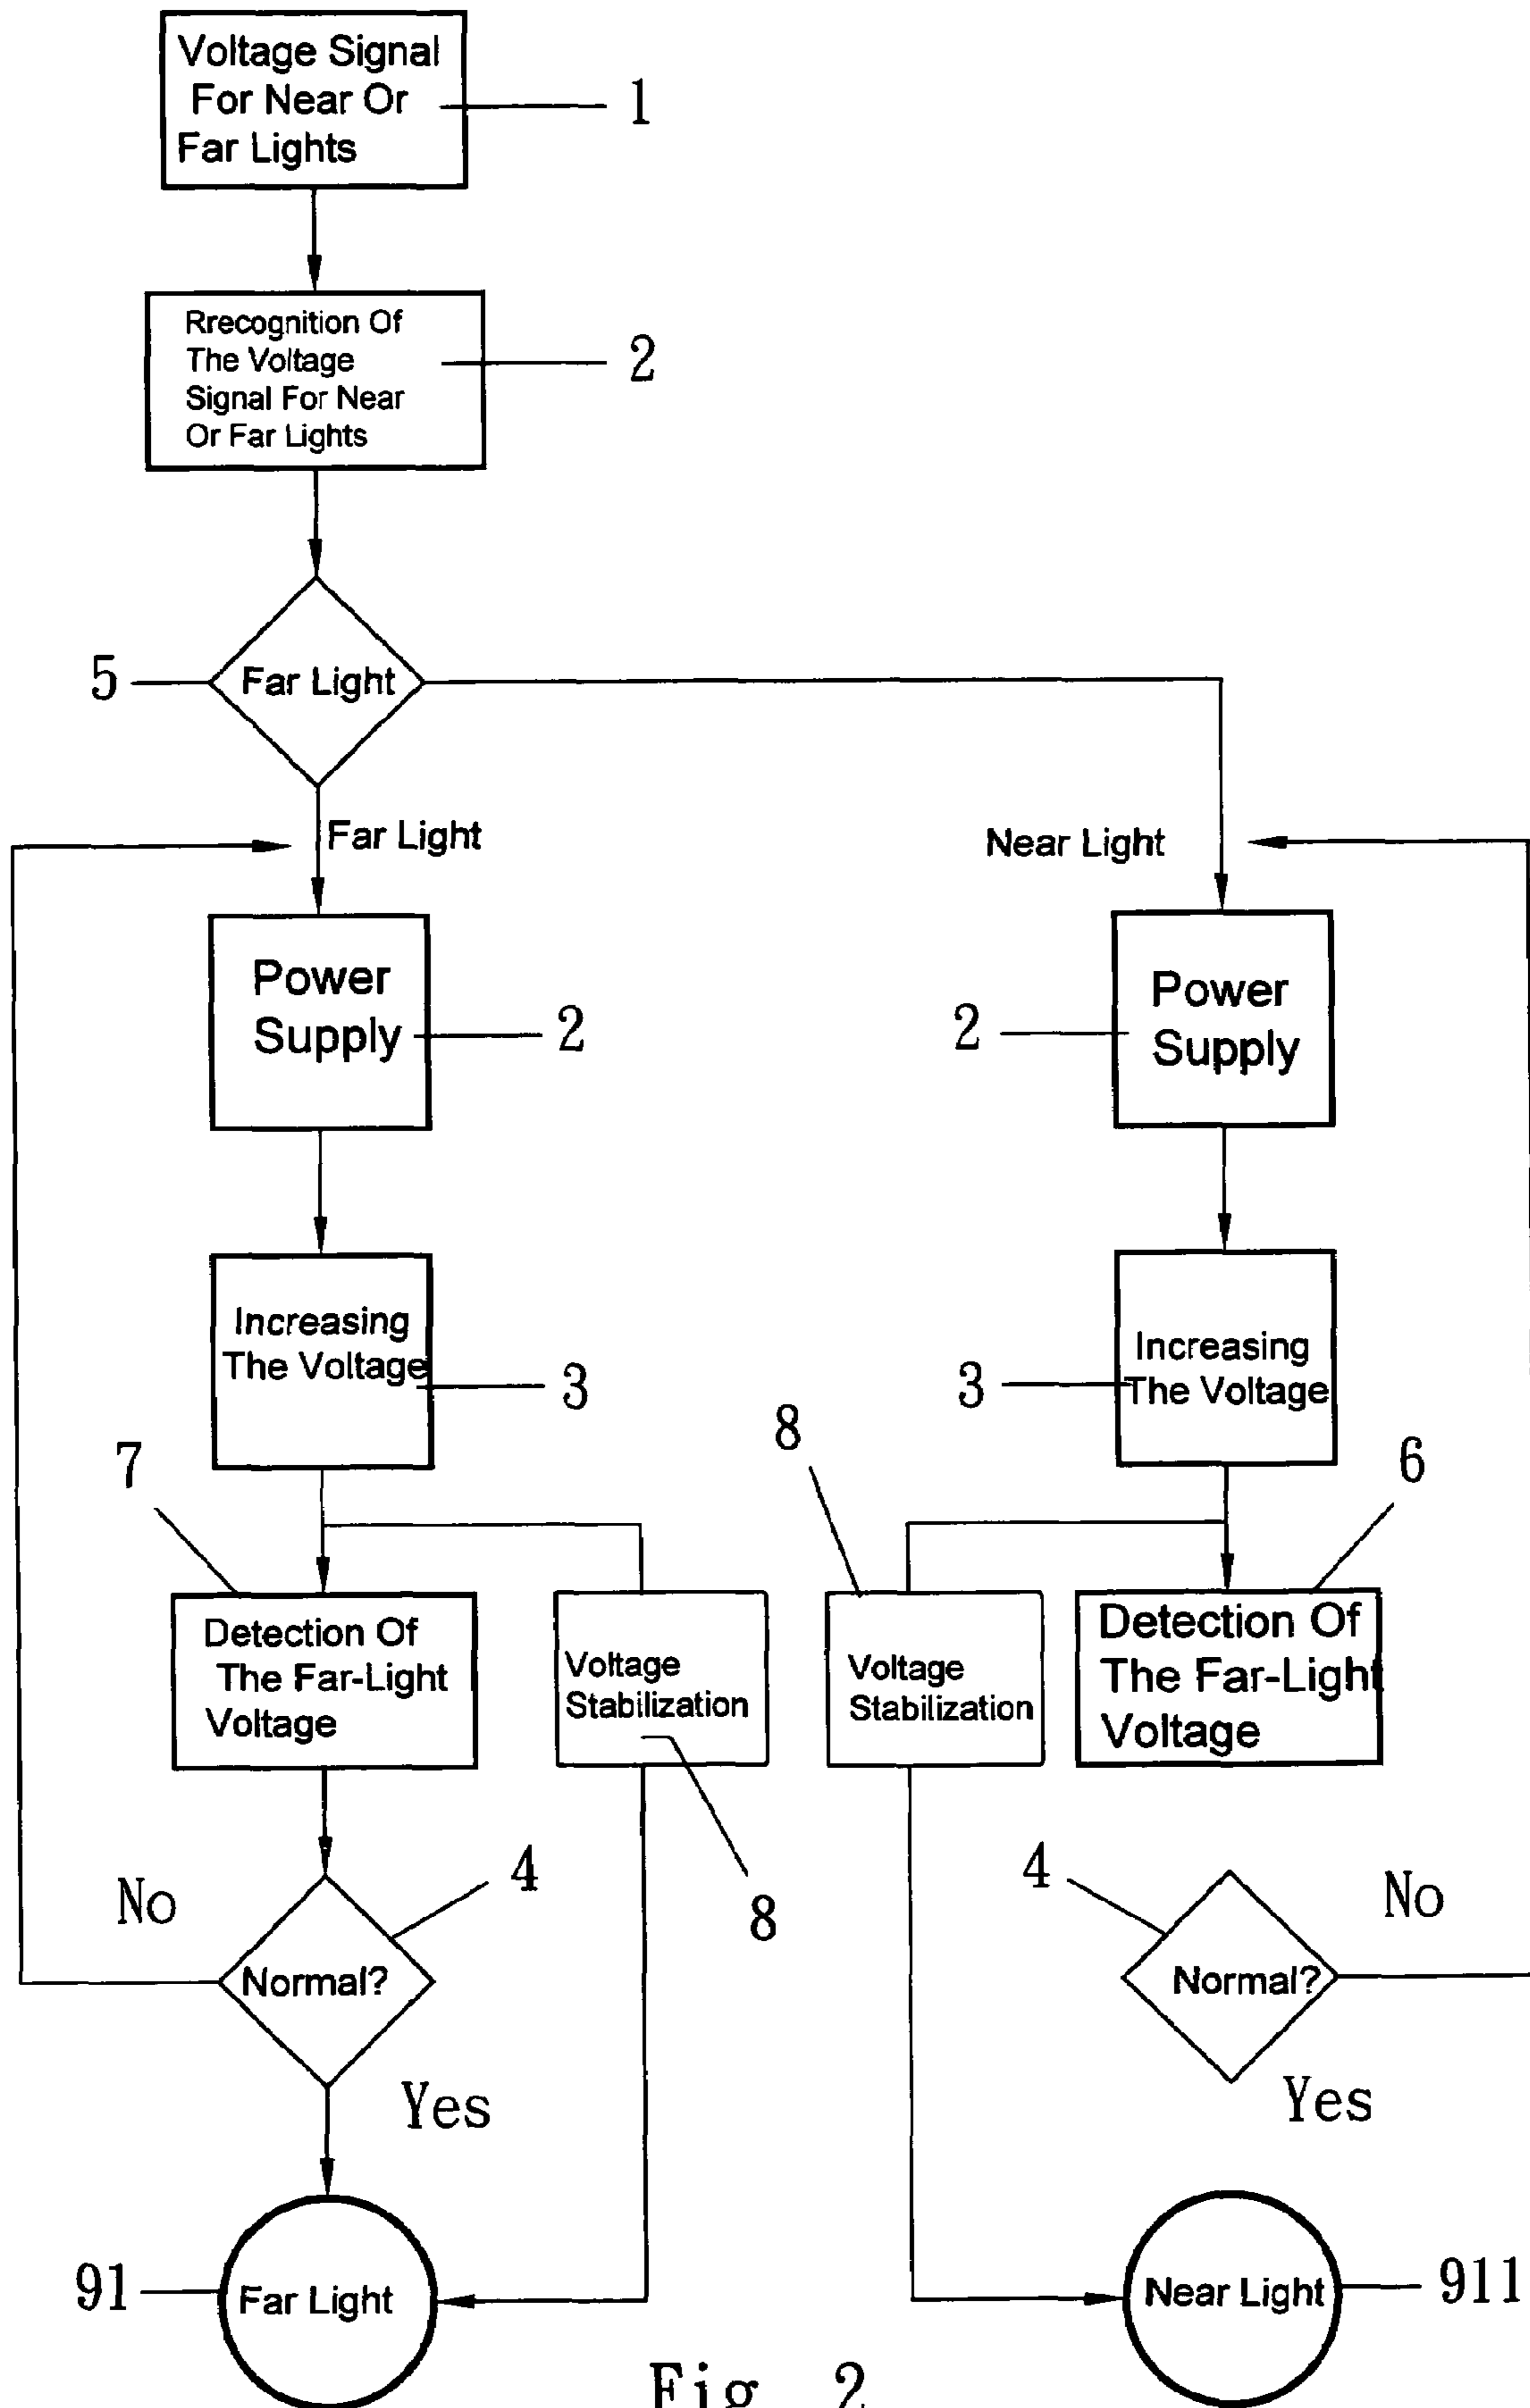 Voltage Signal
For Near Or
Far Lights
1
Rrecognition Of
The Voltage
Signal For Near
Or Far Lights
2
5
Far Light
Far Light
Near Light
Power
Supply
2
2
Power
Supply
Increasing
The Voltage
3
3
Increasing
The Voltage
7
8
6
Detection Of
The Far-Light
Voltage
Voltage
Stabilization
8
Voltage
Stabilization
Detection Of
The Far-Light
Voltage
No
4
Normal?
Yes
4
No
Normal?
Yes
91
Far Light
Near Light
911
Fig 2